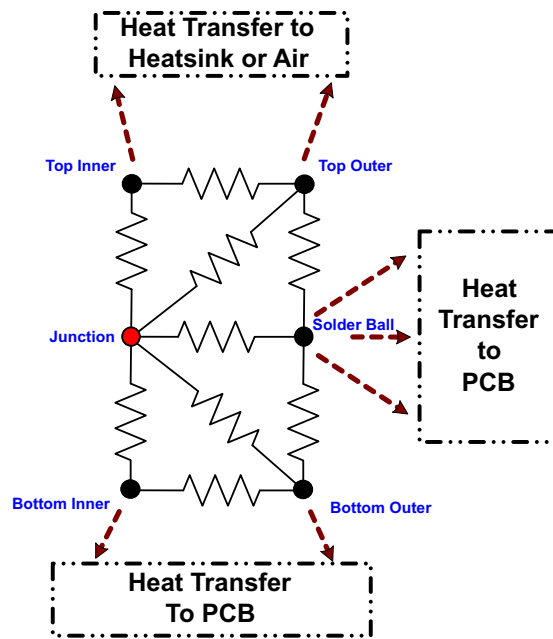 Heat Transfer to
Heatsink or Air
Top Inner
Top Outer
Heat
Transfer
to
PCB
Junction
Solder Ball
Bottom Inner
Bottom Outer
Heat Transfer
To PCB